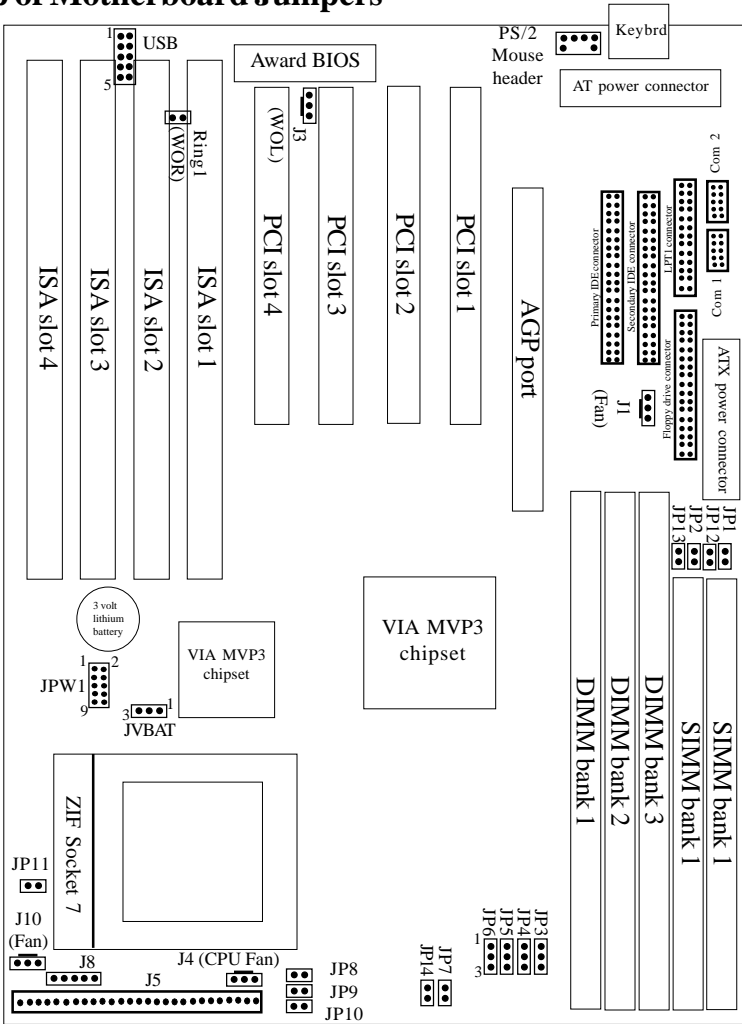 s of Motherboard Jumpers
1
USB
5
Award BIOS
PS/2
Mouse
header
Keybrd
AT power connector
Ring1
(WOR)
J3
(WOL)
ISA slot 4
ISA slot 3
ISA slot 2
ISA slot 1
PCI slot 4
PCI slot 3
PCI slot 2
PCI slot 1
AGP port
Primary IDE connector
Secondary IDE connector
LPT1 connector
Com 2
Com 1
Floppy drive connector
J1
(Fan)
ATX power connector
JP13
JP2
JP12
JP1
3 volt
lithium
battery
VIA MVP3
chipset
VIA MVP3
chipset
1
2
JPW1
9
3
1
JVBAT
DIMM bank 1
DIMM bank 2
DIMM bank 3
SIMM bank 1
SIMM bank 1
ZIF Socket 7
JP11
J10
(Fan)
J8
J5
J4 (CPU Fan)
JP8
JP9
JP10
JP14
JP7
JP6
JP5
JP4
JP3
1
3